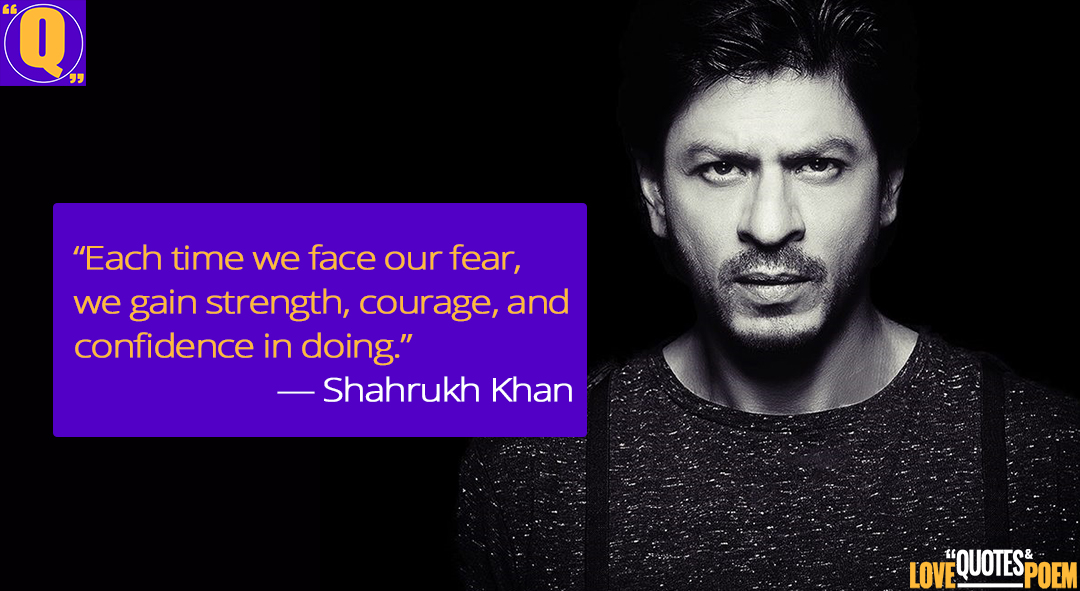 “Q”
“Each time we face our fear,
we gain strength, courage, and
confidence in doing.”
— Shahrukh Khan
“QUOTES&
LOVE POEM